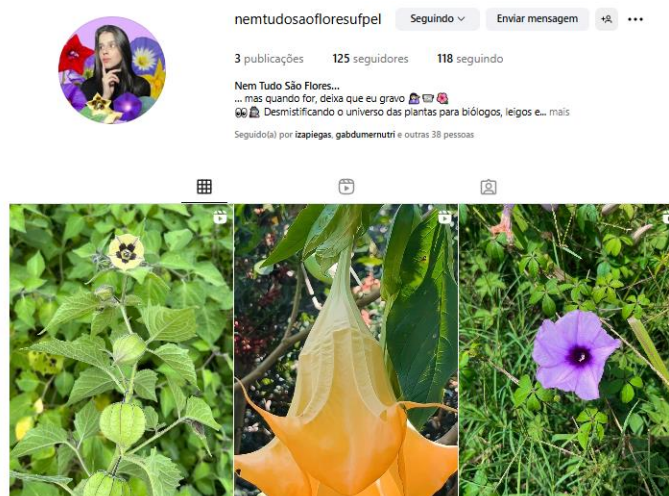 nemtudosaofloresufpel Seguindo Enviar mensagem
3 publicações 125 seguidores 118 seguindo
Nem Tudo São Flores...
... mas quando for, deixa que eu gravo
Desmistificando o universo das plantas para biólogos, leigos e... mais
Seguido(a) por izapiegas, gabdumernutri e outras 38 pessoas